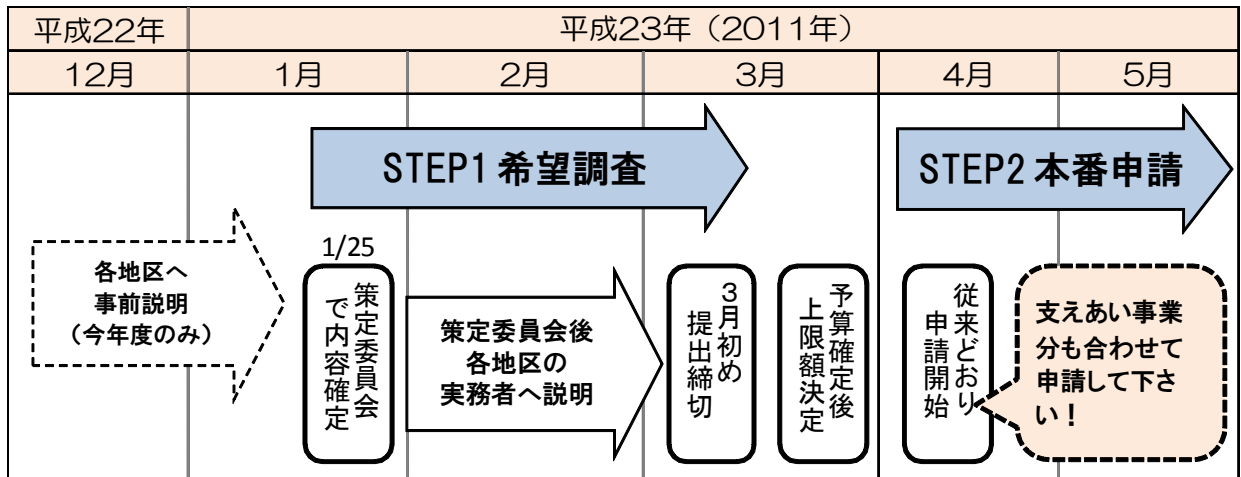 平成22年
平成23年（2011年）
12月
1月
2月
3月
4月
5月
STEP1 希望調査
STEP2 本番申請
各地区へ
事前説明
（今年度のみ）
1/25
策定委員会
で内容確定
策定委員会後
各地区の
実務者へ説明
3月初め
提出締切
予算確定後
上限額決定
従来どおり
申請開始
支えあい事業
分も合わせて
申請して下さ
い！